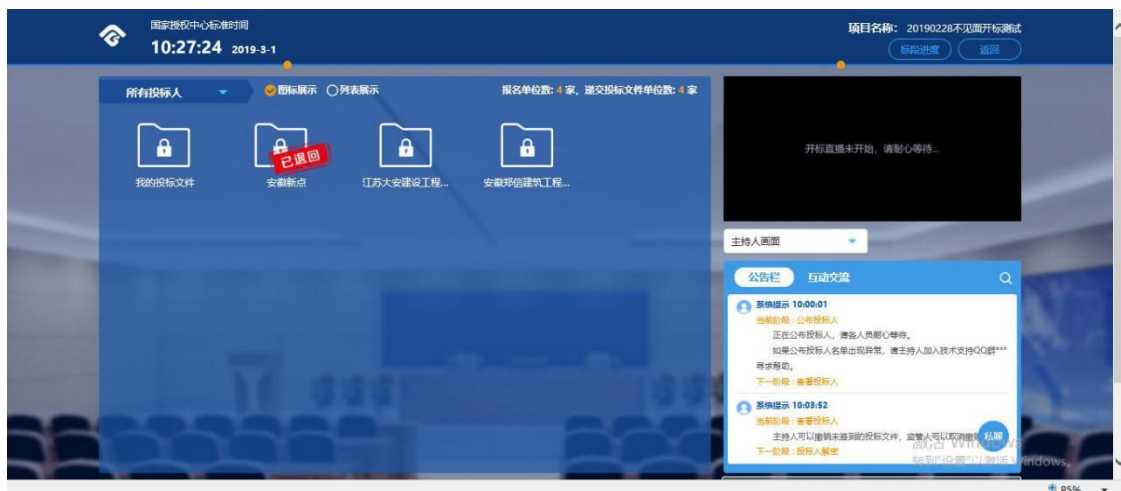 国家授权中心标准时间
10:27:24 2019-3-1
项目名称： 20190228不见面开标测试
标段进度 返回
所有投标人 图标展示 列表展示 报名单位数: 4 家，递交投标文件单位数: 4 家
已退回
我的投标文件 安徽新点 江苏大安建设工程... 安徽郑信建筑工程...
开标直播未开始，请耐心等待...
主持人画面
公告栏 互动交流
系统提示 10:00:01
当前阶段：公布投标人
正在公布投标人，请各人员耐心等待。
如果公布投标人名单出现异常，请主持人加入技术支持QQ群***
寻求帮助。
下一阶段：查看投标人
系统提示 10:03:52
当前阶段：查看投标人
主持人可以撤销未签到的投标文件，监管人可以取消撤销
私聊
下一阶段：投标人解密
激活 Windows
转到"设置"以激活 Windows。
85%